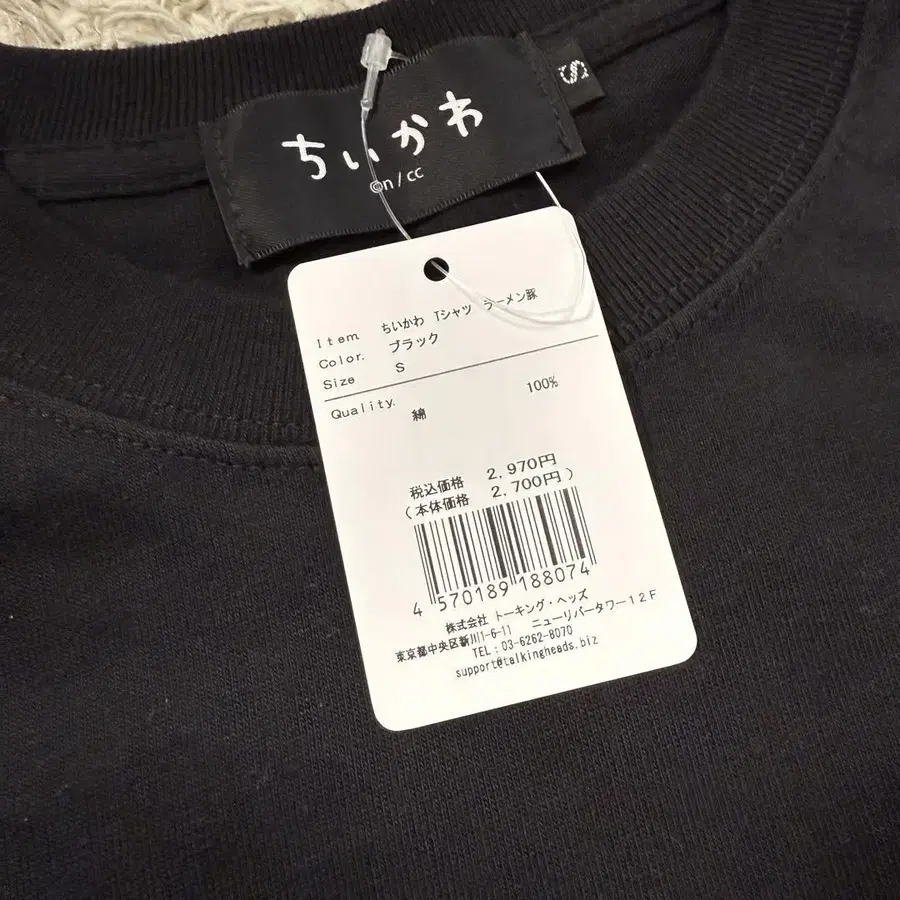 ちいかわ
©n/cc
S
Item ちいかわ Tシャツ ラーメン豚
Color. ブラック
Size S
Quality. 綿 100%
税込価格 2,970円
(本体価格 2,700円)
4 570189 188074
株式会社 トーキング・ヘッズ
東京都中央区新川1-6-11 ニューリバータワー12F
TEL:03-6262-8070
support@talkingheads.biz